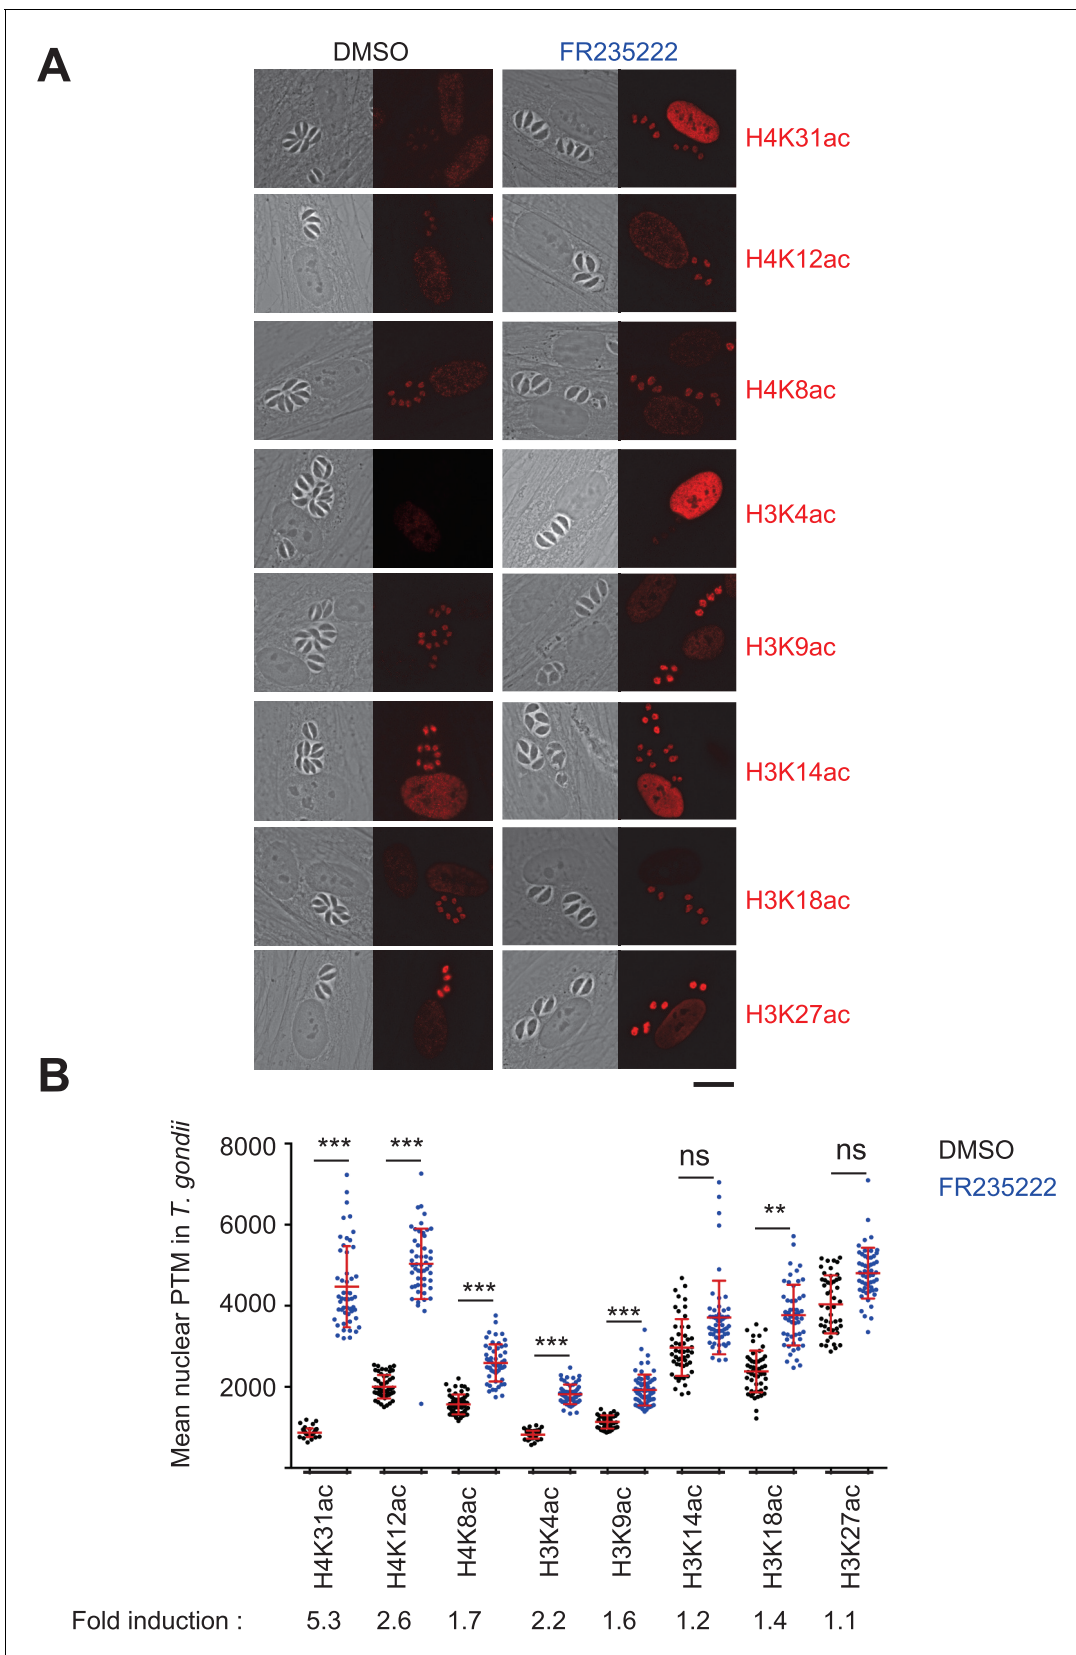 A
DMSO FR235222
H4K31ac
H4K12ac
H4K8ac
H3K4ac
H3K9ac
H3K14ac
H3K18ac
H3K27ac
B
Mean nuclear PTM in T. gondii
8000
6000
4000
2000
*** *** *** *** *** ns ** ns
DMSO
FR235222
H4K31ac H4K12ac H4K8ac H3K4ac H3K9ac H3K14ac H3K18ac H3K27ac
Fold induction : 5.3 2.6 1.7 2.2 1.6 1.2 1.4 1.1